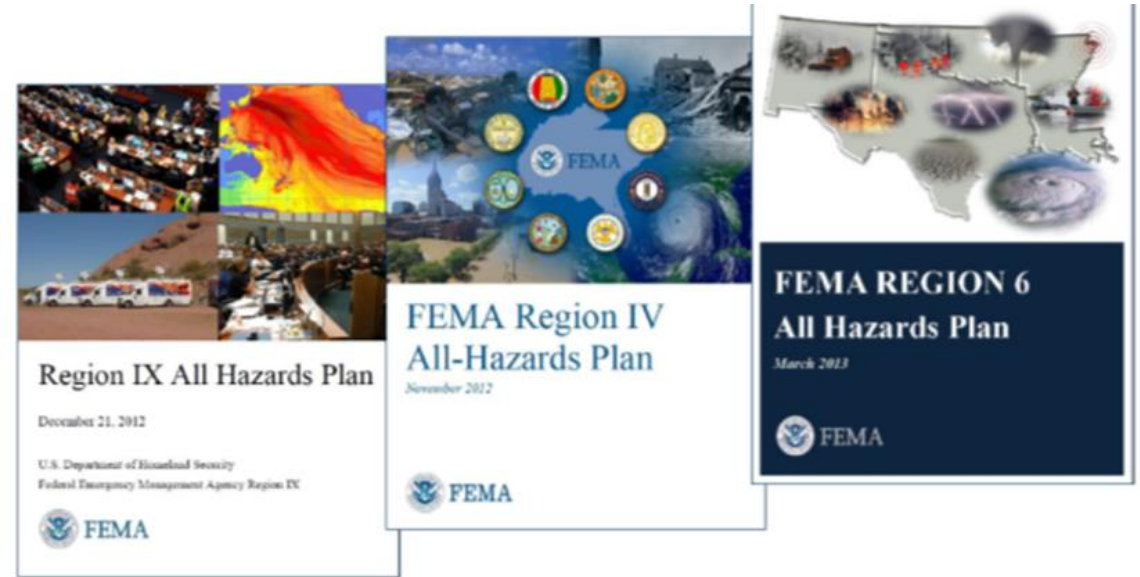 Region IX All Hazards Plan
December 21, 2012
U.S. Department of Homeland Security
Federal Emergency Management Agency Region IX
FEMA
FEMA
FEMA Region IV
All-Hazards Plan
November 2012
FEMA
FEMA REGION 6
All Hazards Plan
March 2013
FEMA